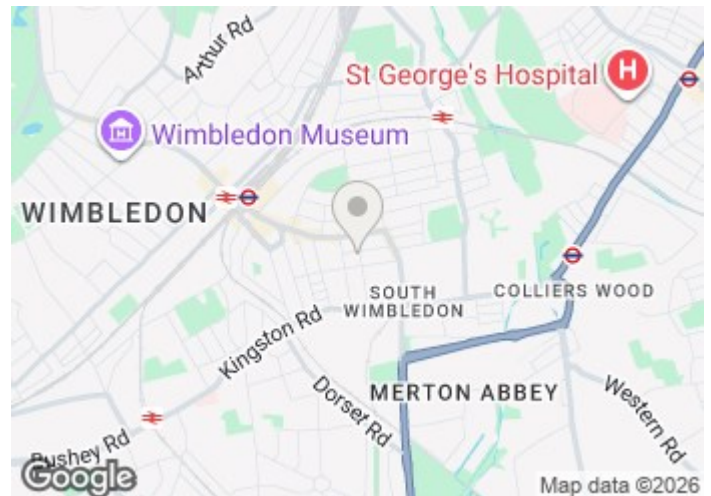 Arthur Rd
St George's Hospital
H
Wimbledon Museum
WIMBLEDON
SOUTH
WIMBLEDON
COLLIERS WOOD
Kingston Rd
MERTON ABBEY
Dorset Rd
Western Rd
Bushey Rd
Google
Map data ©2026